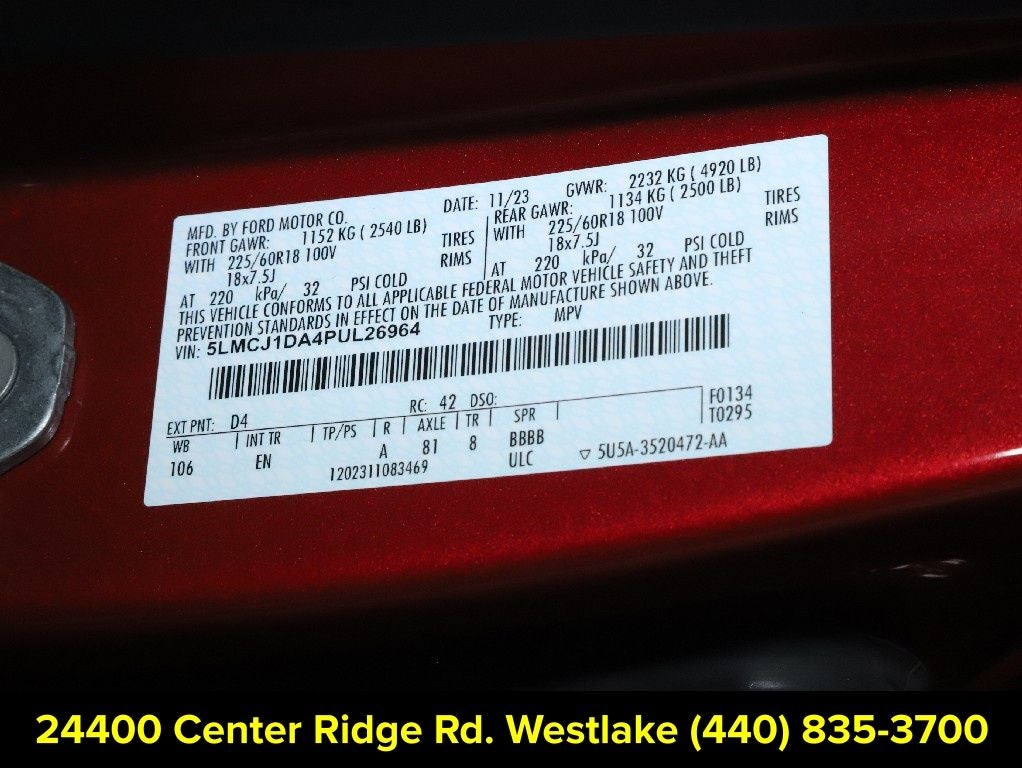 MFD. BY FORD MOTOR CO. DATE: 11/23 GVWR: 2232 KG ( 4920 LB)
FRONT GAWR: 1152 KG ( 2540 LB) REAR GAWR: 1134 KG ( 2500 LB)
WITH 225/60R18 100V TIRES WITH 225/60R18 100V TIRES
18x7.5J RIMS 18x7.5J RIMS
AT 220 kPa/ 32 PSI COLD AT 220 kPa/ 32 PSI COLD
THIS VEHICLE CONFORMS TO ALL APPLICABLE FEDERAL MOTOR VEHICLE SAFETY AND THEFT
PREVENTION STANDARDS IN EFFECT ON THE DATE OF MANUFACTURE SHOWN ABOVE.
VIN: 5LMCJ1DA4PUL26964 TYPE: MPV
EXT PNT: D4 RC: 42 DSO: F0134
WB INT TR TP/PS R AXLE TR SPR T0295
106 EN A 81 8 BBBB
1202311083469 ULC ▽ 5U5A-3520472-AA
24400 Center Ridge Rd. Westlake (440) 835-3700